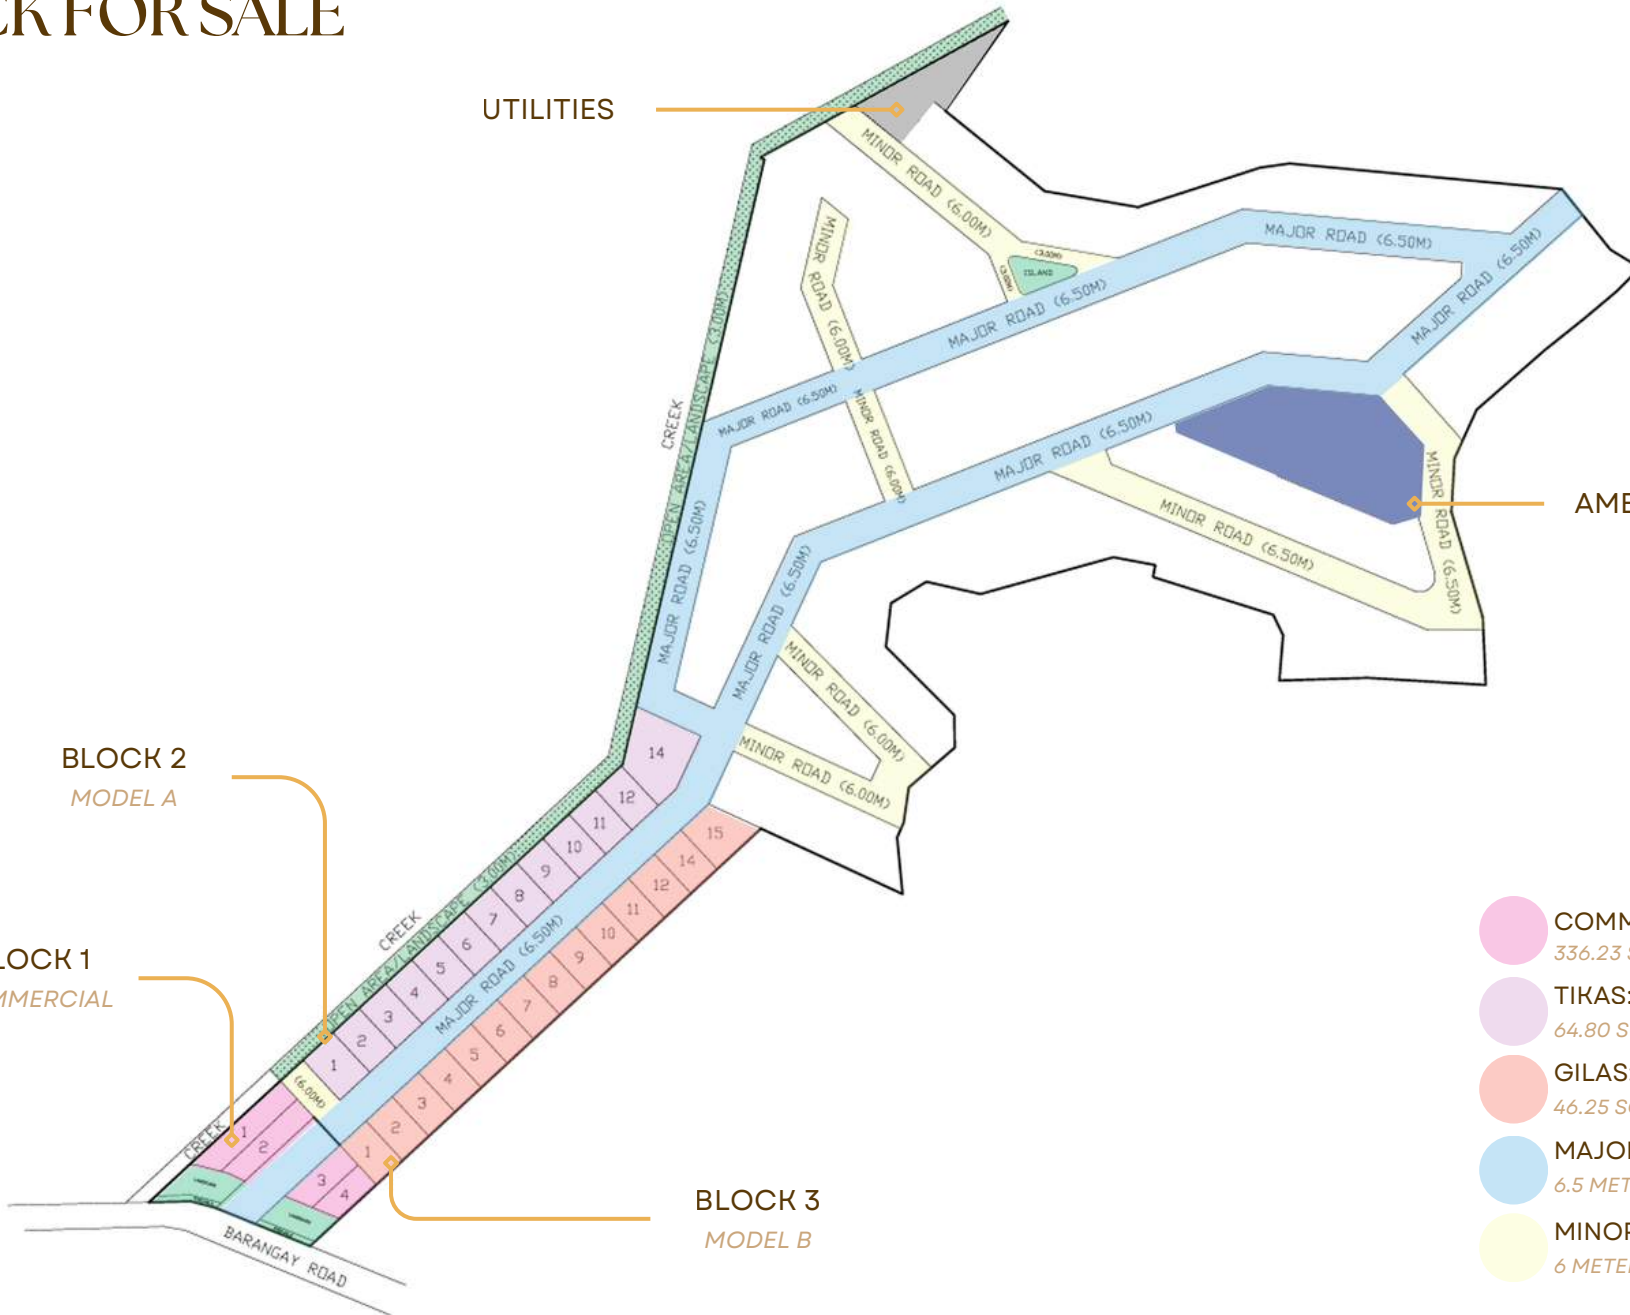 CK FOR SALE
UTILITIES
MINOR ROAD (6.00M)
MINOR ROAD (6.00M)
(3.00M)
(3.00M)
ISLAND
MAJOR ROAD (6.50M)
MAJOR ROAD (6.50M)
MAJOR ROAD (6.50M)
MAJOR ROAD (6.50M)
MINOR ROAD (6.00M)
MAJOR ROAD (6.50M)
MAJOR ROAD (6.50M)
MAJOR ROAD (6.50M)
MINOR ROAD (6.50M)
MINOR ROAD (6.50M)
AME
CREEK
OPEN AREA/LANDSCAPE (3.00M)
MINOR ROAD (6.00M)
MINOR ROAD (6.00M)
BLOCK 2
MODEL A
14
12
11
10
9
8
7
6
5
4
3
2
1
CREEK
OPEN AREA/LANDSCAPE (3.00M)
MAJOR ROAD (6.50M)
15
14
12
11
10
9
8
7
6
5
4
3
2
1
LOCK 1
MMERCIAL
(6.00M)
CREEK
1
2
3
4
BARANGAY ROAD
BLOCK 3
MODEL B
COMM
336.23 S
TIKAS:
64.80 S
GILAS:
46.25 S
MAJO
6.5 MET
MINOR
6 METE